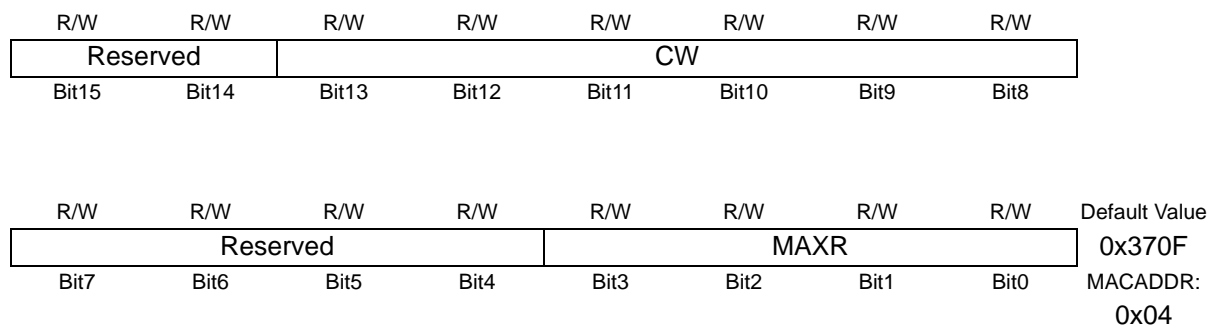 R/W R/W R/W R/W R/W R/W R/W R/W
Reserved CW
Bit15 Bit14 Bit13 Bit12 Bit11 Bit10 Bit9 Bit8
R/W R/W R/W R/W R/W R/W R/W R/W Default Value
Reserved MAXR 0x370F
Bit7 Bit6 Bit5 Bit4 Bit3 Bit2 Bit1 Bit0 MACADDR:
0x04